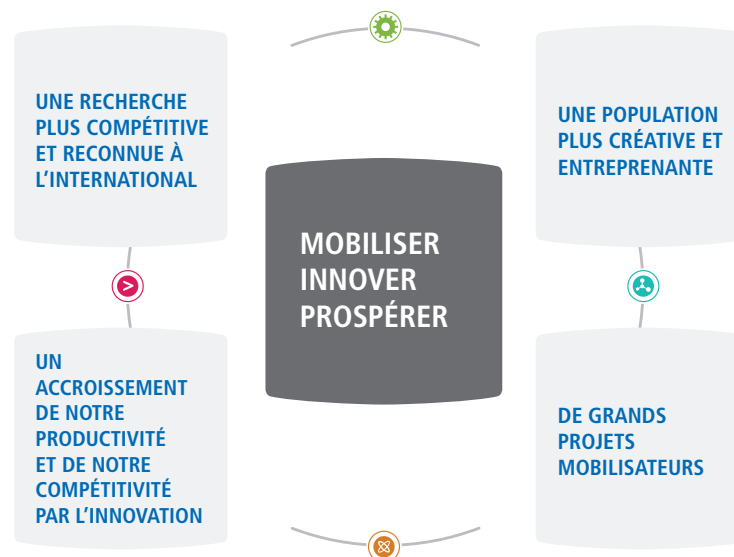 UNE RECHERCHE
PLUS COMPÉTITIVE
ET RECONNUE À
L'INTERNATIONAL
UNE POPULATION
PLUS CRÉATIVE ET
ENTREPRENANTE
MOBILISER
INNOVER
PROSPÉRER
UN
ACCROISSEMENT
DE NOTRE
PRODUCTIVITÉ
ET DE NOTRE
COMPÉTITIVITÉ
PAR L'INNOVATION
DE GRANDS
PROJETS
MOBILISATEURS